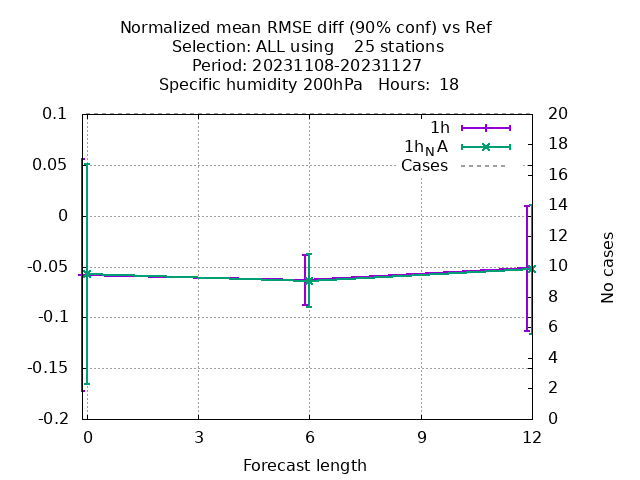 Normalized mean RMSE diff (90% conf) vs Ref
Selection: ALL using    25 stations
Period: 20231108-20231127
Specific humidity 200hPa   Hours:  18
0.1
0.05
0
-0.05
-0.1
-0.15
-0.2
20
18
16
14
12
10
8
6
4
2
0
No cases
1h
1h_N A
Cases
0 3 6 9 12
Forecast length